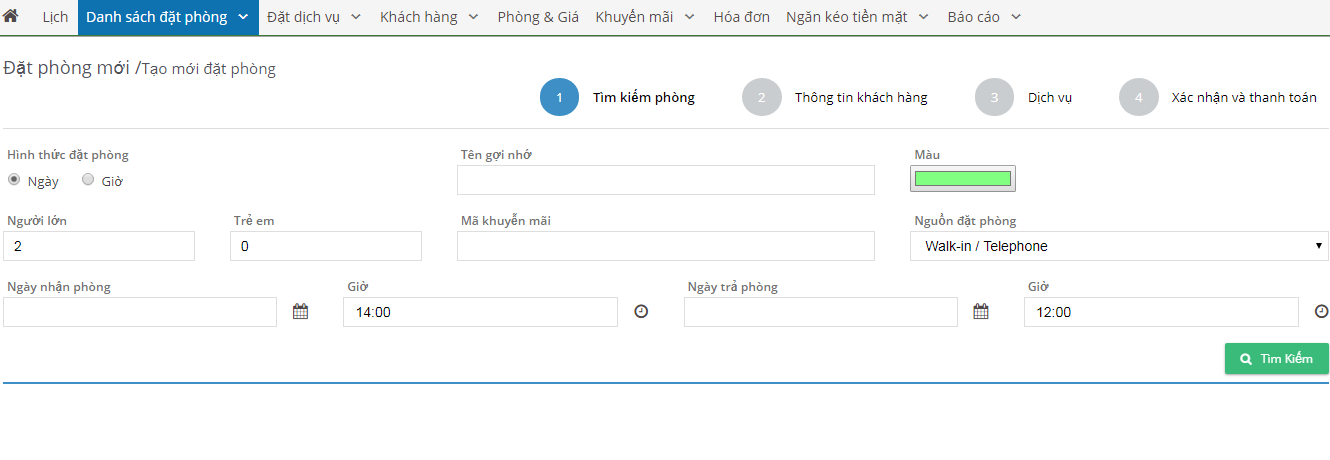 Lịch Danh sách đặt phòng Đặt dịch vụ Khách hàng Phòng & Giá Khuyến mãi Hóa đơn Ngăn kéo tiền mặt Báo cáo
Đặt phòng mới /Tạo mới đặt phòng
1 Tìm kiếm phòng 2 Thông tin khách hàng 3 Dịch vụ 4 Xác nhận và thanh toán
Hình thức đặt phòng Tên gợi nhớ Màu
Ngày Giờ
Người lớn Trẻ em Mã khuyễn mãi Nguồn đặt phòng
2 0 Walk-in / Telephone
Ngày nhận phòng Giờ Ngày trả phòng Giờ
14:00 12:00
Tìm Kiếm